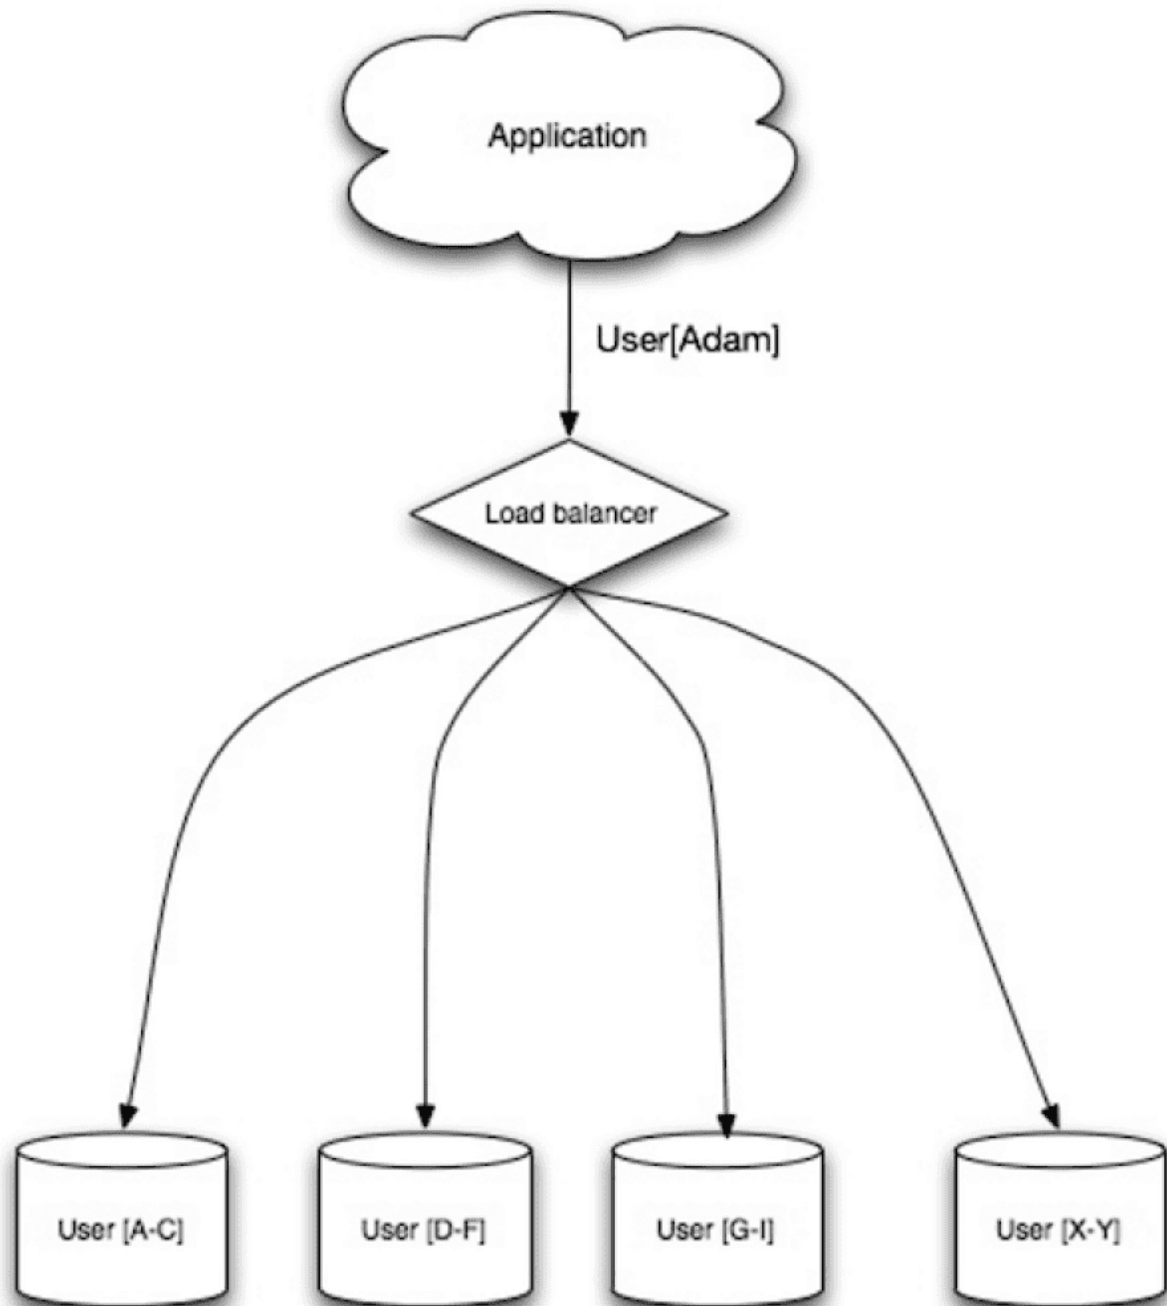 Application
User[Adam]
Load balancer
User [A-C]
User [D-F]
User [G-I]
User [X-Y]